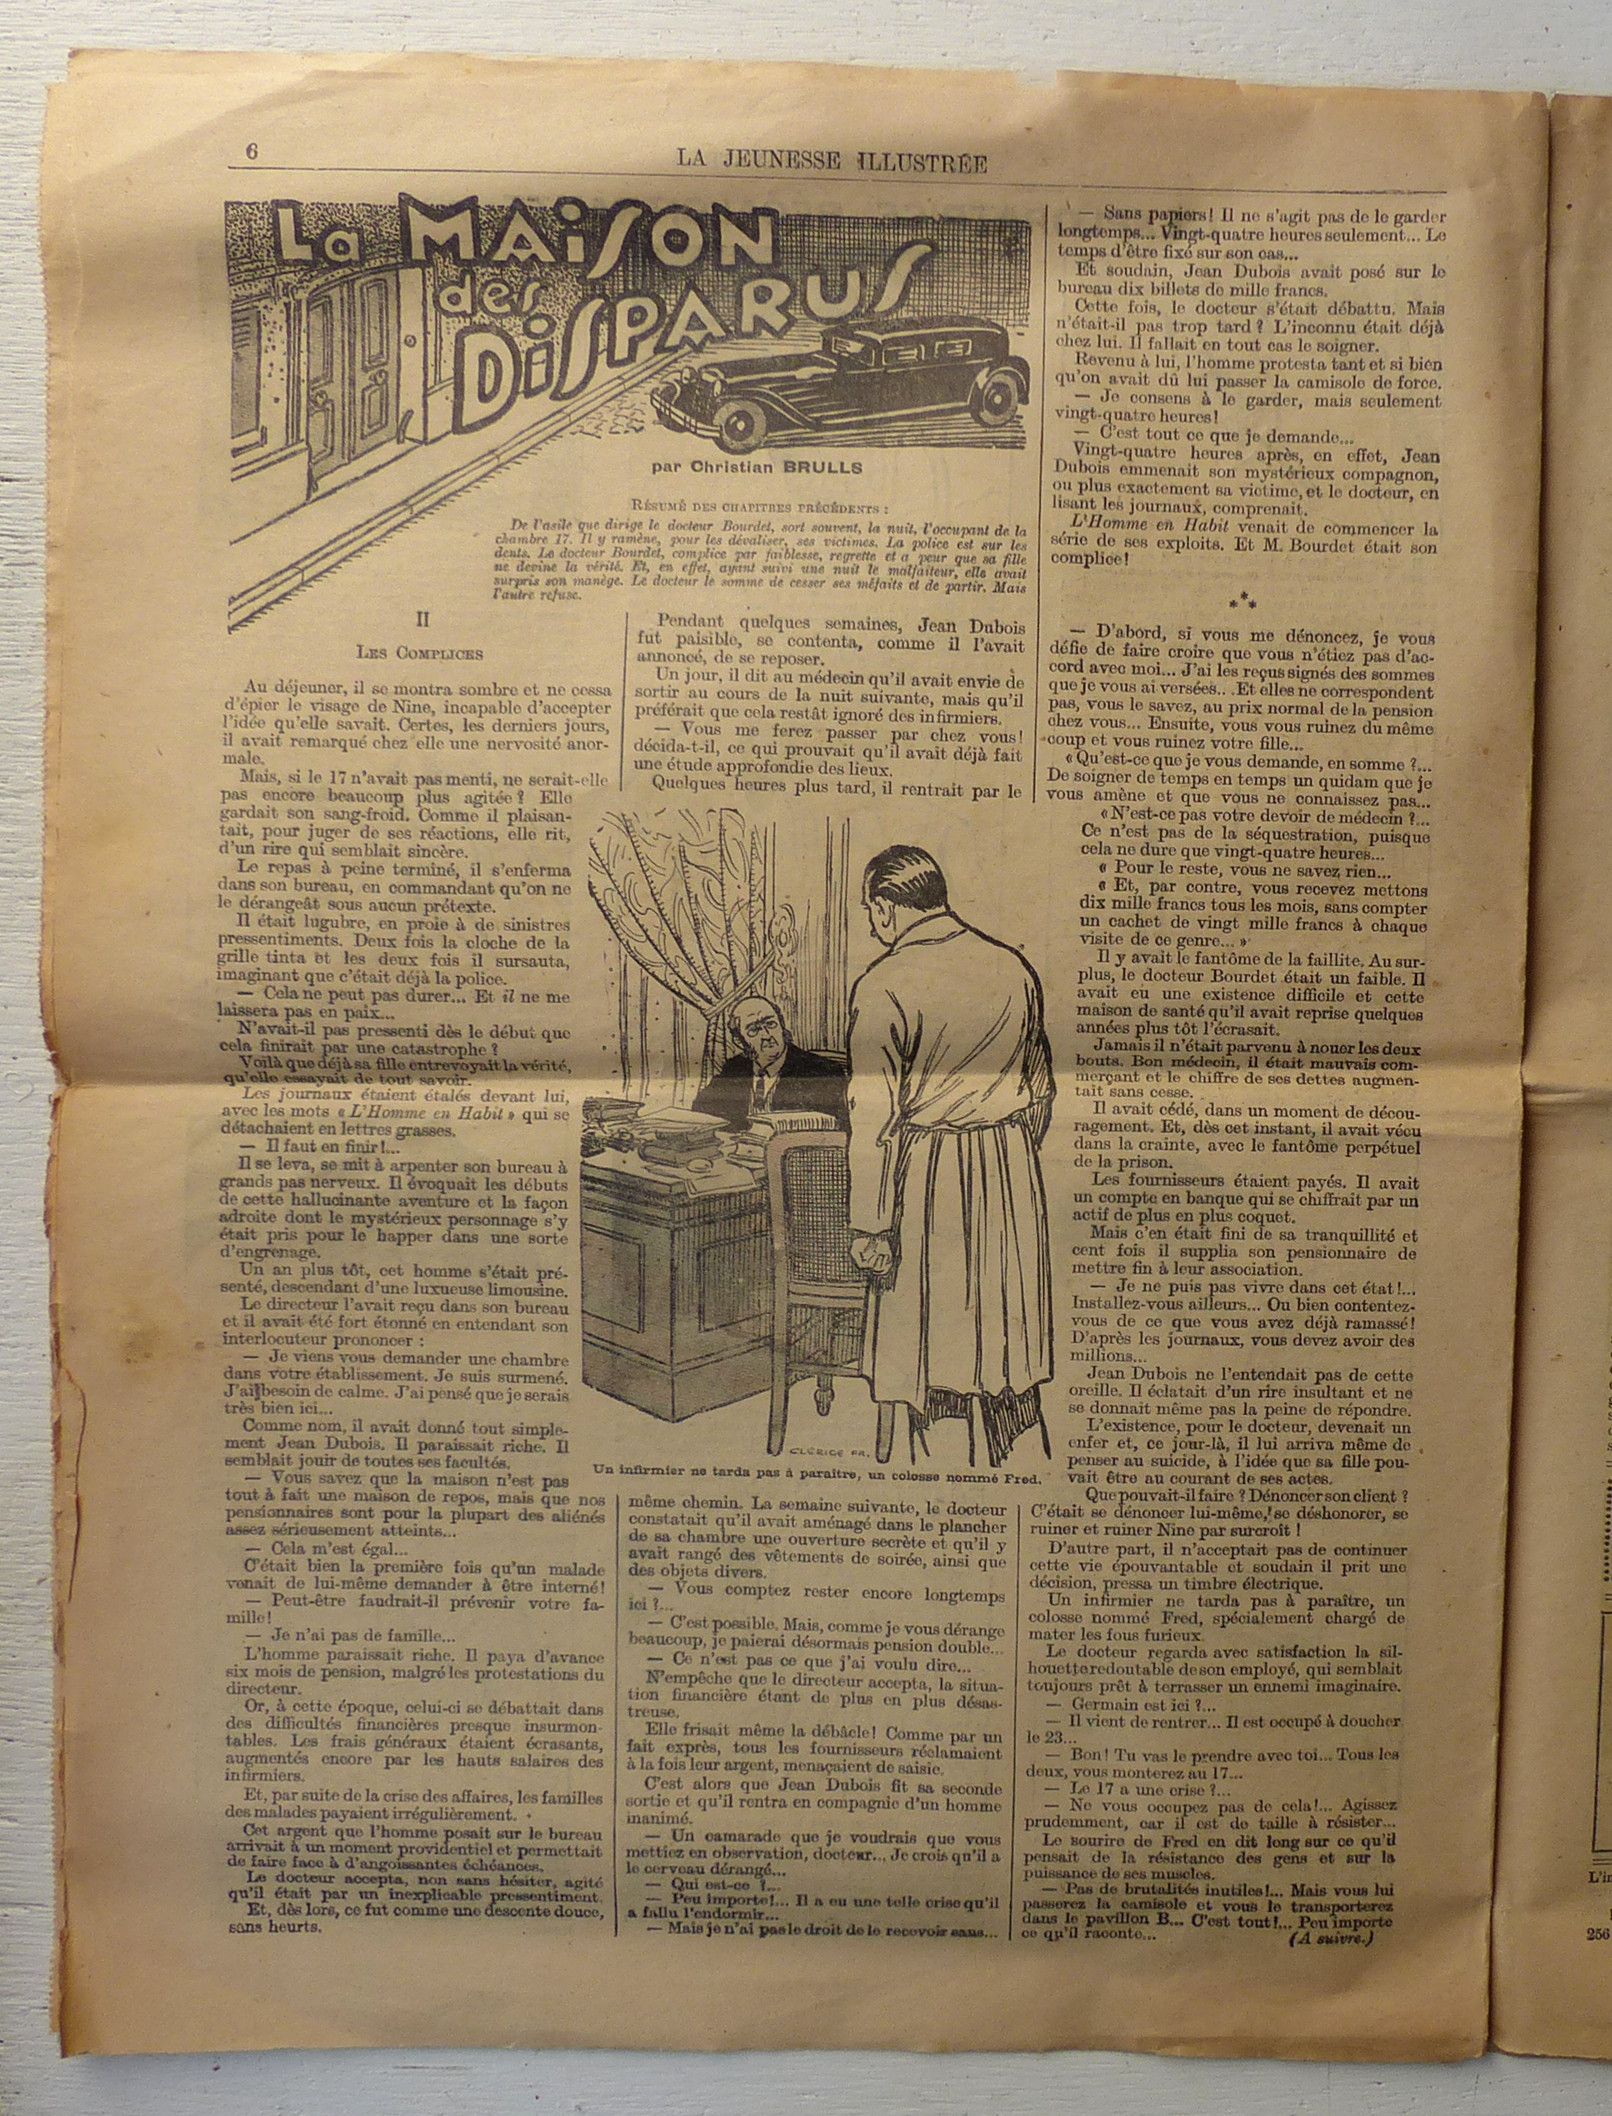 6
LA JEUNESSE ILLUSTRÉE
La MAiSON
des
DiSPARUS
par Christian BRULLS
RÉSUMÉ DES CHAPITRES PRÉCÉDENTS :
De l'asile que dirige le docteur Bourdet, sort souvent, la nuit, l'occupant de la
chambre 17. Il y ramène, pour les dévaliser, ses victimes. La police est sur les
dents. Le docteur Bourdet, complice par faiblesse, regrette et a peur que sa fille
ne devine la vérité. Et, en effet, ayant suivi une nuit le malfaiteur, elle avait
surpris son manège. Le docteur le somme de cesser ses méfaits et de partir. Mais
l'autre refuse.
II
LES COMPLICES
Au déjeuner, il se montra sombre et ne cessa
d'épier le visage de Nine, incapable d'accepter
l'idée qu'elle savait. Certes, les derniers jours,
il avait remarqué chez elle une nervosité anor-
male.
Mais, si le 17 n'avait pas menti, ne serait-elle
pas encore beaucoup plus agitée ? Elle
gardait son sang-froid. Comme il plaisan-
tait, pour juger de ses réactions, elle rit,
d'un rire qui semblait sincère.
Le repas à peine terminé, il s'enferma
dans son bureau, en commandant qu'on ne
le dérangeât sous aucun prétexte.
Il était lugubre, en proie à de sinistres
pressentiments. Deux fois la cloche de la
grille tinta et les deux fois il sursauta,
imaginant que c'était déjà la police.
— Cela ne peut pas durer... Et il ne me
laissera pas en paix...
N'avait-il pas pressenti dès le début que
cela finirait par une catastrophe ?
Voilà que déjà sa fille entrevoyait la vérité,
qu'elle essayait de tout savoir.
Les journaux étaient étalés devant lui,
avec les mots « L'Homme en Habit » qui se
détachaient en lettres grasses.
— Il faut en finir !...
Il se leva, se mit à arpenter son bureau à
grands pas nerveux. Il évoquait les débuts
de cette hallucinante aventure et la façon
adroite dont le mystérieux personnage s'y
était pris pour le happer dans une sorte
d'engrenage.
Un an plus tôt, cet homme s'était pré-
senté, descendant d'une luxueuse limousine.
Le directeur l'avait reçu dans son bureau
et il avait été fort étonné en entendant son
interlocuteur prononcer :
— Je viens vous demander une chambre
dans votre établissement. Je suis surmené.
J'ai besoin de calme. J'ai pensé que je serais
très bien ici...
Comme nom, il avait donné tout simple-
ment Jean Dubois. Il paraissait riche. Il
semblait jouir de toutes ses facultés.
— Vous savez que la maison n'est pas
tout à fait une maison de repos, mais que nos
pensionnaires sont pour la plupart des aliénés
assez sérieusement atteints...
— Cela m'est égal...
C'était bien la première fois qu'un malade
venait de lui-même demander à être interné!
— Peut-être faudrait-il prévenir votre fa-
mille!
— Je n'ai pas de famille...
L'homme paraissait riche. Il paya d'avance
six mois de pension, malgré les protestations du
directeur.
Or, à cette époque, celui-ci se débattait dans
des difficultés financières presque insurmon-
tables. Les frais généraux étaient écrasants,
augmentés encore par les hauts salaires des
infirmiers.
Et, par suite de la crise des affaires, les familles
des malades payaient irrégulièrement.
Cet argent que l'homme posait sur le bureau
arrivait à un moment providentiel et permettait
de faire face à d'angoissantes échéances.
Le docteur accepta, non sans hésiter, agité
qu'il était par un inexplicable pressentiment.
Et, dès lors, ce fut comme une descente douce,
sans heurts.
Pendant quelques semaines, Jean Dubois
fut paisible, se contenta, comme il l'avait
annoncé, de se reposer.
Un jour, il dit au médecin qu'il avait envie de
sortir au cours de la nuit suivante, mais qu'il
préférait que cela restât ignoré des infirmiers.
— Vous me ferez passer par chez vous!
décida-t-il, ce qui prouvait qu'il avait déjà fait
une étude approfondie des lieux.
Quelques heures plus tard, il rentrait par le
CLÉRICE FR.
Un infirmier ne tarda pas à paraître, un colosse nommé Fred.
même chemin. La semaine suivante, le docteur
constatait qu'il avait aménagé dans le plancher
de sa chambre une ouverture secrète et qu'il y
avait rangé des vêtements de soirée, ainsi que
des objets divers.
— Vous comptez rester encore longtemps
ici ?...
— C'est possible. Mais, comme je vous dérange
beaucoup, je paierai désormais pension double...
— Ce n'est pas ce que j'ai voulu dire...
N'empêche que le directeur accepta, la situa-
tion financière étant de plus en plus désas-
treuse.
Elle frisait même la débâcle! Comme par un
fait exprès, tous les fournisseurs réclamaient
à la fois leur argent, menaçaient de saisie.
C'est alors que Jean Dubois fit sa seconde
sortie et qu'il rentra en compagnie d'un homme
inanimé.
— Un camarade que je voudrais que vous
mettiez en observation, docteur... Je crois qu'il a
le cerveau dérangé...
— Qui est-ce ?...
— Peu importe!... Il a eu une telle crise qu'il
a fallu l'endormir...
— Mais je n'ai pas le droit de le recevoir sans...
— Sans papiers! Il ne s'agit pas de le garder
longtemps... Vingt-quatre heures seulement... Le
temps d'être fixé sur son cas...
Et soudain, Jean Dubois avait posé sur le
bureau dix billets de mille francs.
Cette fois, le docteur s'était débattu. Mais
n'était-il pas trop tard ? L'inconnu était déjà
chez lui. Il fallait en tout cas le soigner.
Revenu à lui, l'homme protesta tant et si bien
qu'on avait dû lui passer la camisole de force.
— Je consens à le garder, mais seulement
vingt-quatre heures!
— C'est tout ce que je demande...
Vingt-quatre heures après, en effet, Jean
Dubois emmenait son mystérieux compagnon,
ou plus exactement sa victime, et le docteur, en
lisant les journaux, comprenait.
L'Homme en Habit venait de commencer la
série de ses exploits. Et M. Bourdet était son
complice!
* * *
— D'abord, si vous me dénoncez, je vous
défie de faire croire que vous n'étiez pas d'ac-
cord avec moi... J'ai les reçus signés des sommes
que je vous ai versées... Et elles ne correspondent
pas, vous le savez, au prix normal de la pension
chez vous... Ensuite, vous vous ruinez du même
coup et vous ruinez votre fille...
« Qu'est-ce que je vous demande, en somme ?...
De soigner de temps en temps un quidam que je
vous amène et que vous ne connaissez pas...
« N'est-ce pas votre devoir de médecin ?...
Ce n'est pas de la séquestration, puisque
cela ne dure que vingt-quatre heures...
« Pour le reste, vous ne savez rien...
« Et, par contre, vous recevez mettons
dix mille francs tous les mois, sans compter
un cachet de vingt mille francs à chaque
visite de ce genre... »
Il y avait le fantôme de la faillite. Au sur-
plus, le docteur Bourdet était un faible. Il
avait eu une existence difficile et cette
maison de santé qu'il avait reprise quelques
années plus tôt l'écrasait.
Jamais il n'était parvenu à nouer les deux
bouts. Bon médecin, il était mauvais com-
merçant et le chiffre de ses dettes augmen-
tait sans cesse.
Il avait cédé, dans un moment de décou-
ragement. Et, dès cet instant, il avait vécu
dans la crainte, avec le fantôme perpétuel
de la prison.
Les fournisseurs étaient payés. Il avait
un compte en banque qui se chiffrait par un
actif de plus en plus coquet.
Mais c'en était fini de sa tranquillité et
cent fois il supplia son pensionnaire de
mettre fin à leur association.
— Je ne puis pas vivre dans cet état!...
Installez-vous ailleurs... Ou bien contentez-
vous de ce que vous avez déjà ramassé!
D'après les journaux, vous devez avoir des
millions...
Jean Dubois ne l'entendait pas de cette
oreille. Il éclatait d'un rire insultant et ne
se donnait même pas la peine de répondre.
L'existence, pour le docteur, devenait un
enfer et, ce jour-là, il lui arriva même de
penser au suicide, à l'idée que sa fille pou-
vait être au courant de ses actes.
Que pouvait-il faire ? Dénoncer son client ?
C'était se dénoncer lui-même, se déshonorer, se
ruiner et ruiner Nine par surcroît !
D'autre part, il n'acceptait pas de continuer
cette vie épouvantable et soudain il prit une
décision, pressa un timbre électrique.
Un infirmier ne tarda pas à paraître, un
colosse nommé Fred, spécialement chargé de
mater les fous furieux.
Le docteur regarda avec satisfaction la sil-
houette redoutable de son employé, qui semblait
toujours prêt à terrasser un ennemi imaginaire.
— Germain est ici ?...
— Il vient de rentrer... Il est occupé à doucher
le 23...
— Bon! Tu vas le prendre avec toi... Tous les
deux, vous monterez au 17...
— Le 17 a une crise ?...
— Ne vous occupez pas de cela!... Agissez
prudemment, car il est de taille à résister...
Le sourire de Fred en dit long sur ce qu'il
pensait de la résistance des gens et sur la
puissance de ses muscles.
— Pas de brutalités inutiles!... Mais vous lui
passerez la camisole et vous le transporterez
dans le pavillon B... C'est tout!... Peu importe
ce qu'il raconte...
(A suivre.)
256